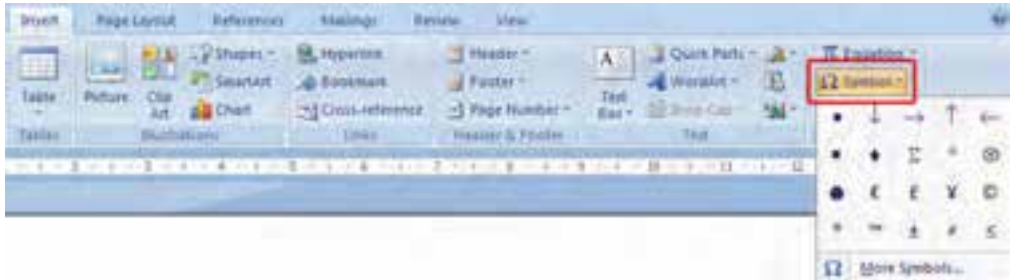 Insert Page Layout References Mailings Review View
Shapes Hyperlink Header Quick Parts Equation
SmartArt Bookmark Footer WordArt Ω Symbol
Table Picture Clip Art Chart Cross-reference Page Number Text Box Drop Cap
Tables Illustrations Links Header & Footer Text
• ↓ → ↑ ←
€ £ ¥ ©
™ ± ≠ ≤
Ω More Symbols...